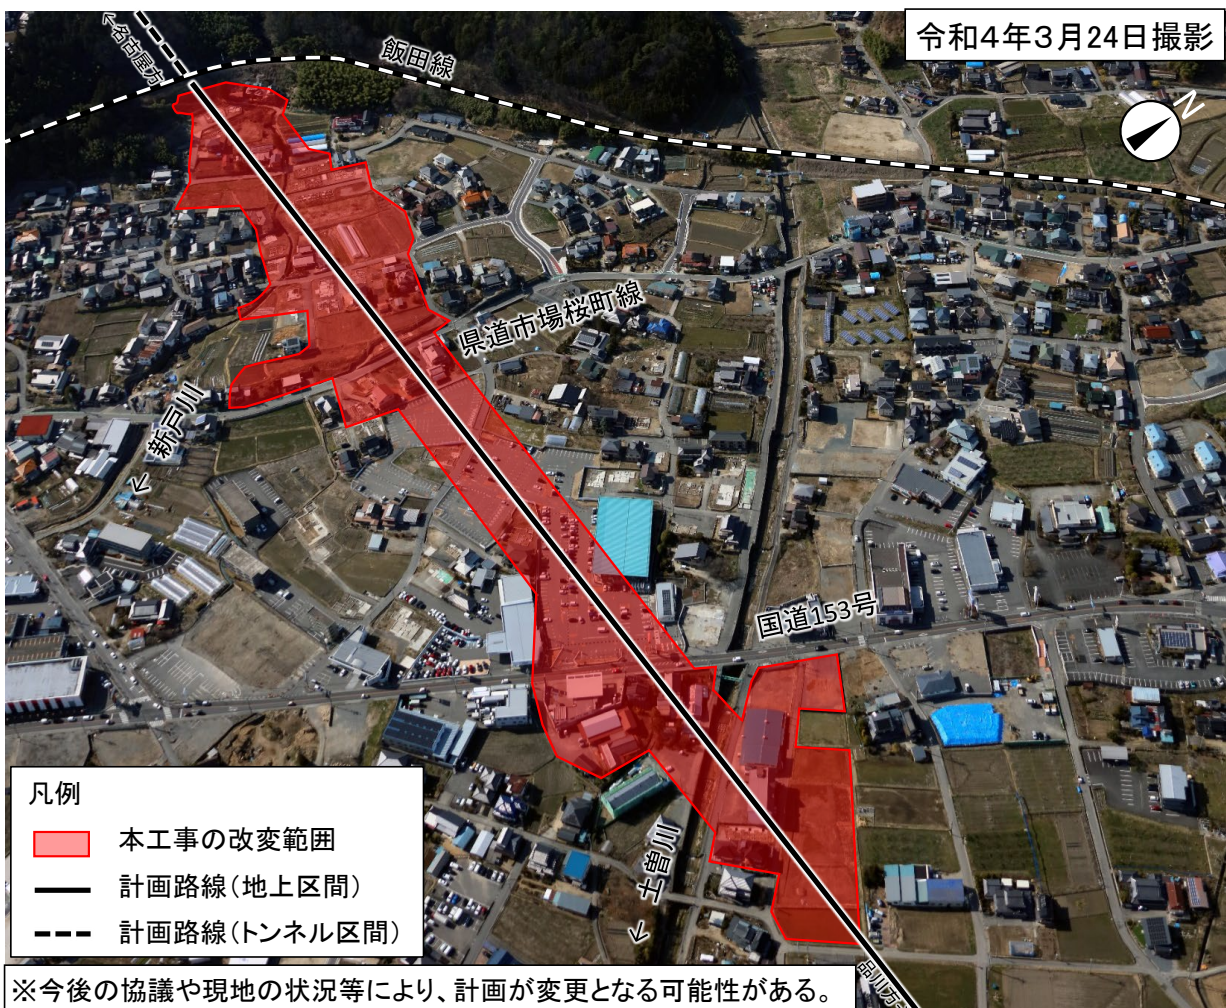 令和4年3月24日撮影
←名古屋方
飯田線
N
県道市場桜町線
←新戸川
国道153号
←土曽川
品川方
凡例
本工事の改変範囲
計画路線(地上区間)
計画路線(トンネル区間)
※今後の協議や現地の状況等により、計画が変更となる可能性がある。